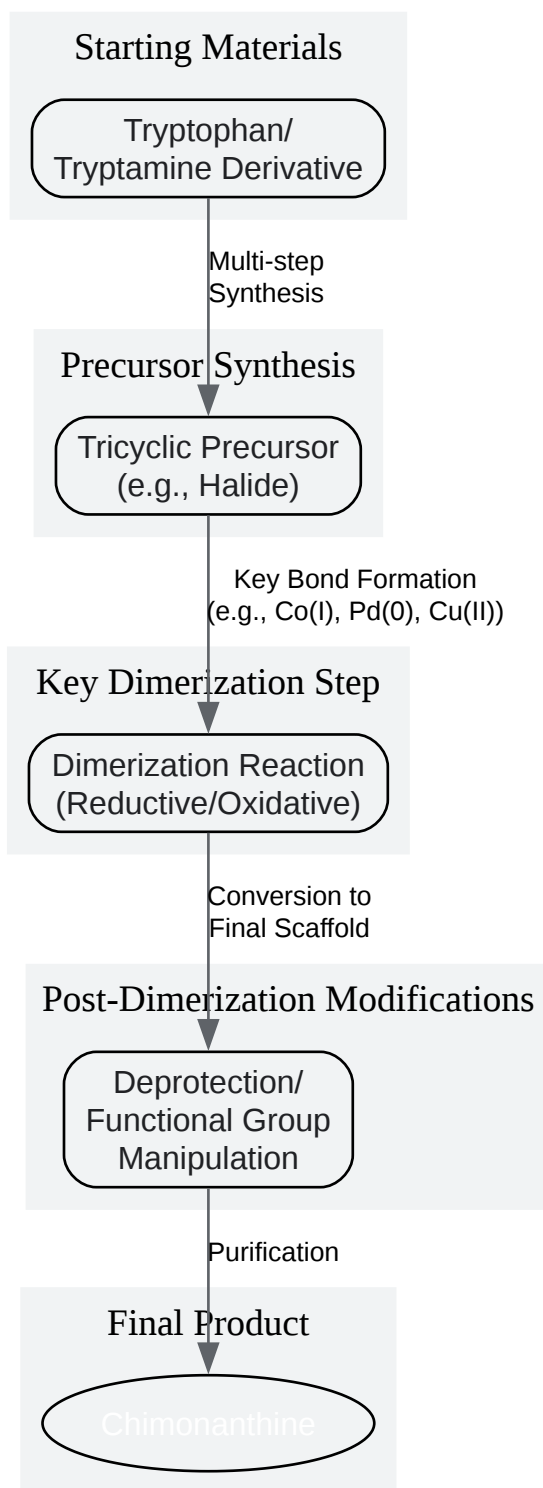 Starting Materials
Tryptophan/
Tryptamine Derivative
Multi-step
Synthesis
Precursor Synthesis
Tricyclic Precursor
(e.g., Halide)
Key Bond Formation
(e.g., Co(I), Pd(0), Cu(II))
Key Dimerization Step
Dimerization Reaction
(Reductive/Oxidative)
Conversion to
Final Scaffold
Post-Dimerization Modifications
Deprotection/
Functional Group
Manipulation
Purification
Final Product
Chimonanthine